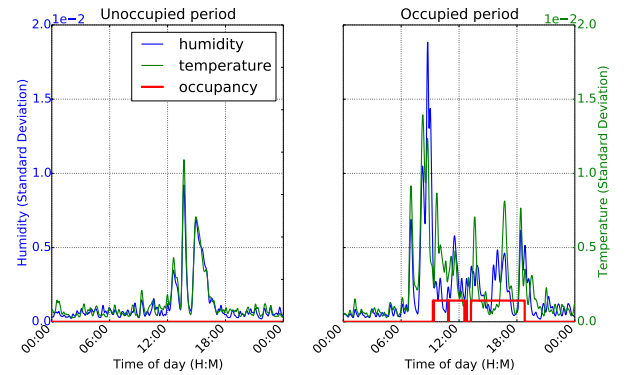 Unoccupied period
Occupied period
1e−2
2.0
1.5
1.0
0.5
0.0
Humidity (Standard Deviation)
humidity
temperature
occupancy
00:00
06:00
12:00
18:00
00:00
Time of day (H:M)
1e−2
2.0
1.5
1.0
0.5
0.0
Temperature (Standard Deviation)
00:00
06:00
12:00
18:00
00:00
Time of day (H:M)